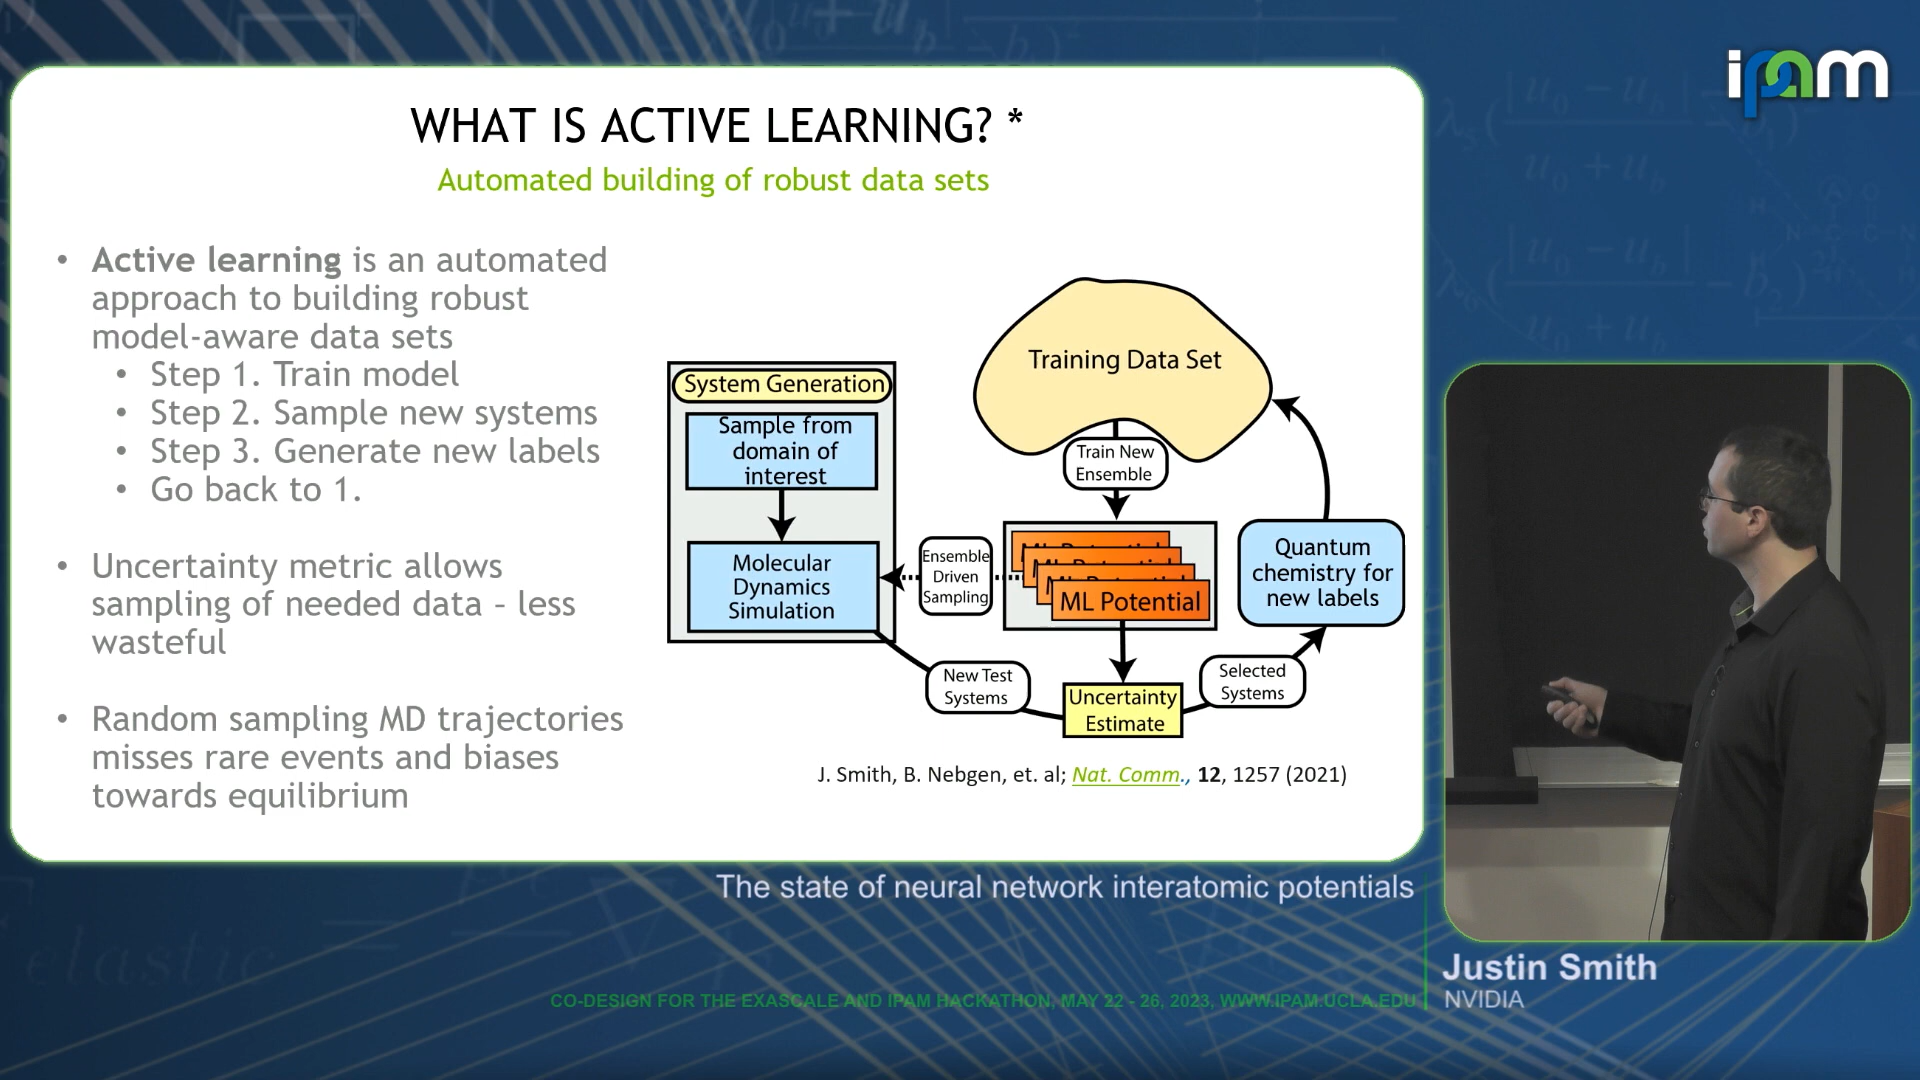 ipam
WHAT IS ACTIVE LEARNING? *
Automated building of robust data sets
• Active learning is an automated
approach to building robust
model-aware data sets
• Step 1. Train model
• Step 2. Sample new systems
• Step 3. Generate new labels
• Go back to 1.
• Uncertainty metric allows
sampling of needed data – less
wasteful
• Random sampling MD trajectories
misses rare events and biases
towards equilibrium
System Generation
Sample from
domain of
interest
Molecular
Dynamics
Simulation
Training Data Set
Train New
Ensemble
Ensemble
Driven
Sampling
ML Potential
ML Potential
ML Potential
ML Potential
Quantum
chemistry for
new labels
New Test
Systems
Uncertainty
Estimate
Selected
Systems
J. Smith, B. Nebgen, et. al; Nat. Comm., 12, 1257 (2021)
The state of neural network interatomic potentials
Justin Smith
NVIDIA
CO-DESIGN FOR THE EXASCALE AND IPAM HACKATHON, MAY 22 - 26, 2023, WWW.IPAM.UCLA.EDU
elastic